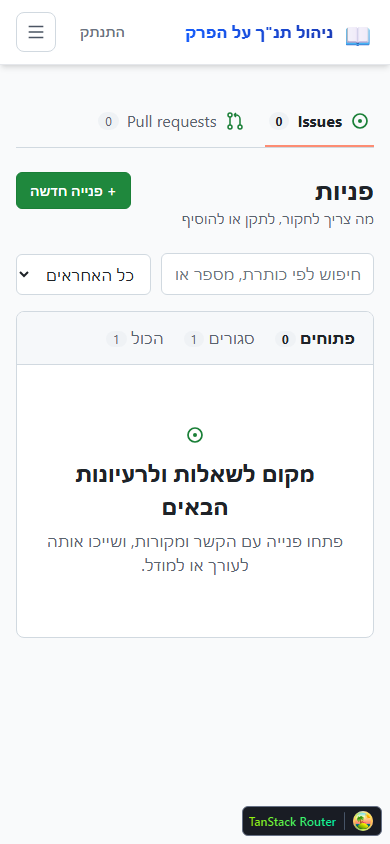 ניהול תנ"ך על הפרק
התנתק
Issues 0
Pull requests 0
פניות
+ פנייה חדשה
מה צריך לחקור, לתקן או להוסיף
חיפוש לפי כותרת, מספר או
כל האחראים
פתוחים 0
סגורים 1
הכול 1
מקום לשאלות ולרעיונות
הבאים
פתחו פנייה עם הקשר ומקורות, ושייכו אותה
לעורך או למודל.
TanStack Router